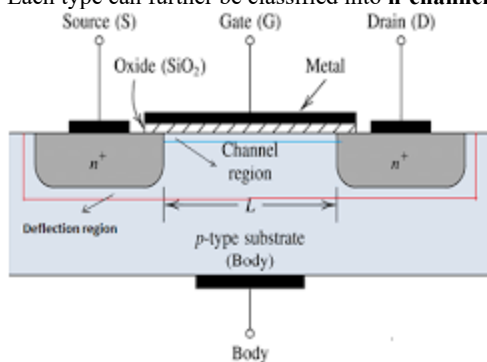 Each type can further be classified into n-channel
Source (S)
Gate (G)
Drain (D)
Oxide (SiO₂)
Metal
n⁺
Channel
region
n⁺
L
Deflection region
p-type substrate
(Body)
Body